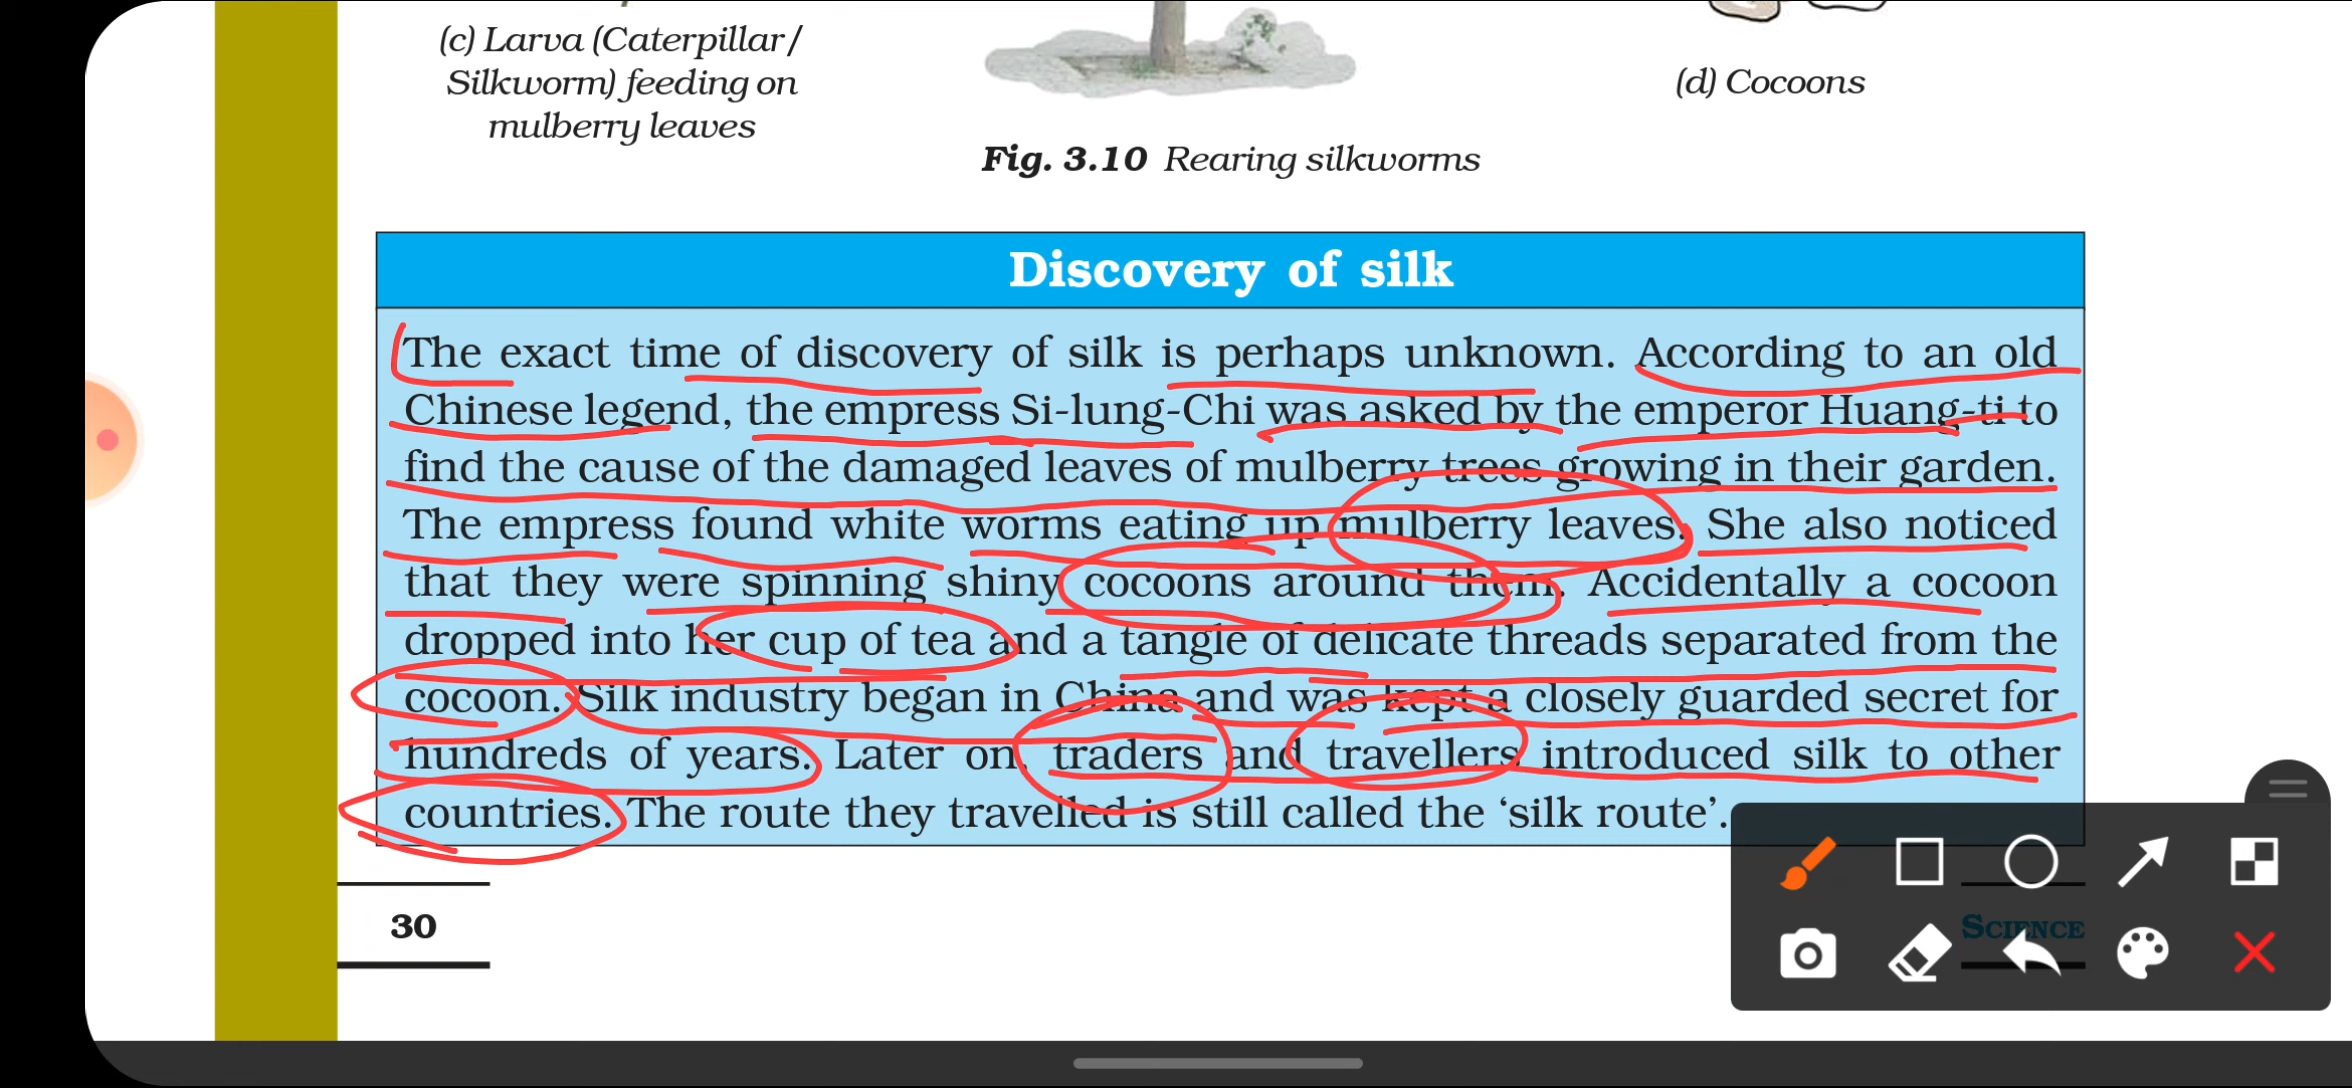 (c) Larva (Caterpillar/
Silkworm) feeding on
mulberry leaves
(d) Cocoons
Fig. 3.10 Rearing silkworms
Discovery of silk
The exact time of discovery of silk is perhaps unknown. According to an old
Chinese legend, the empress Si-lung-Chi was asked by the emperor Huang-ti to
find the cause of the damaged leaves of mulberry trees growing in their garden.
The empress found white worms eating up mulberry leaves. She also noticed
that they were spinning shiny cocoons around them. Accidentally a cocoon
dropped into her cup of tea and a tangle of delicate threads separated from the
cocoon. Silk industry began in China and was kept a closely guarded secret for
hundreds of years. Later on, traders and travellers introduced silk to other
countries. The route they travelled is still called the ‘silk route’.
30
SCIENCE